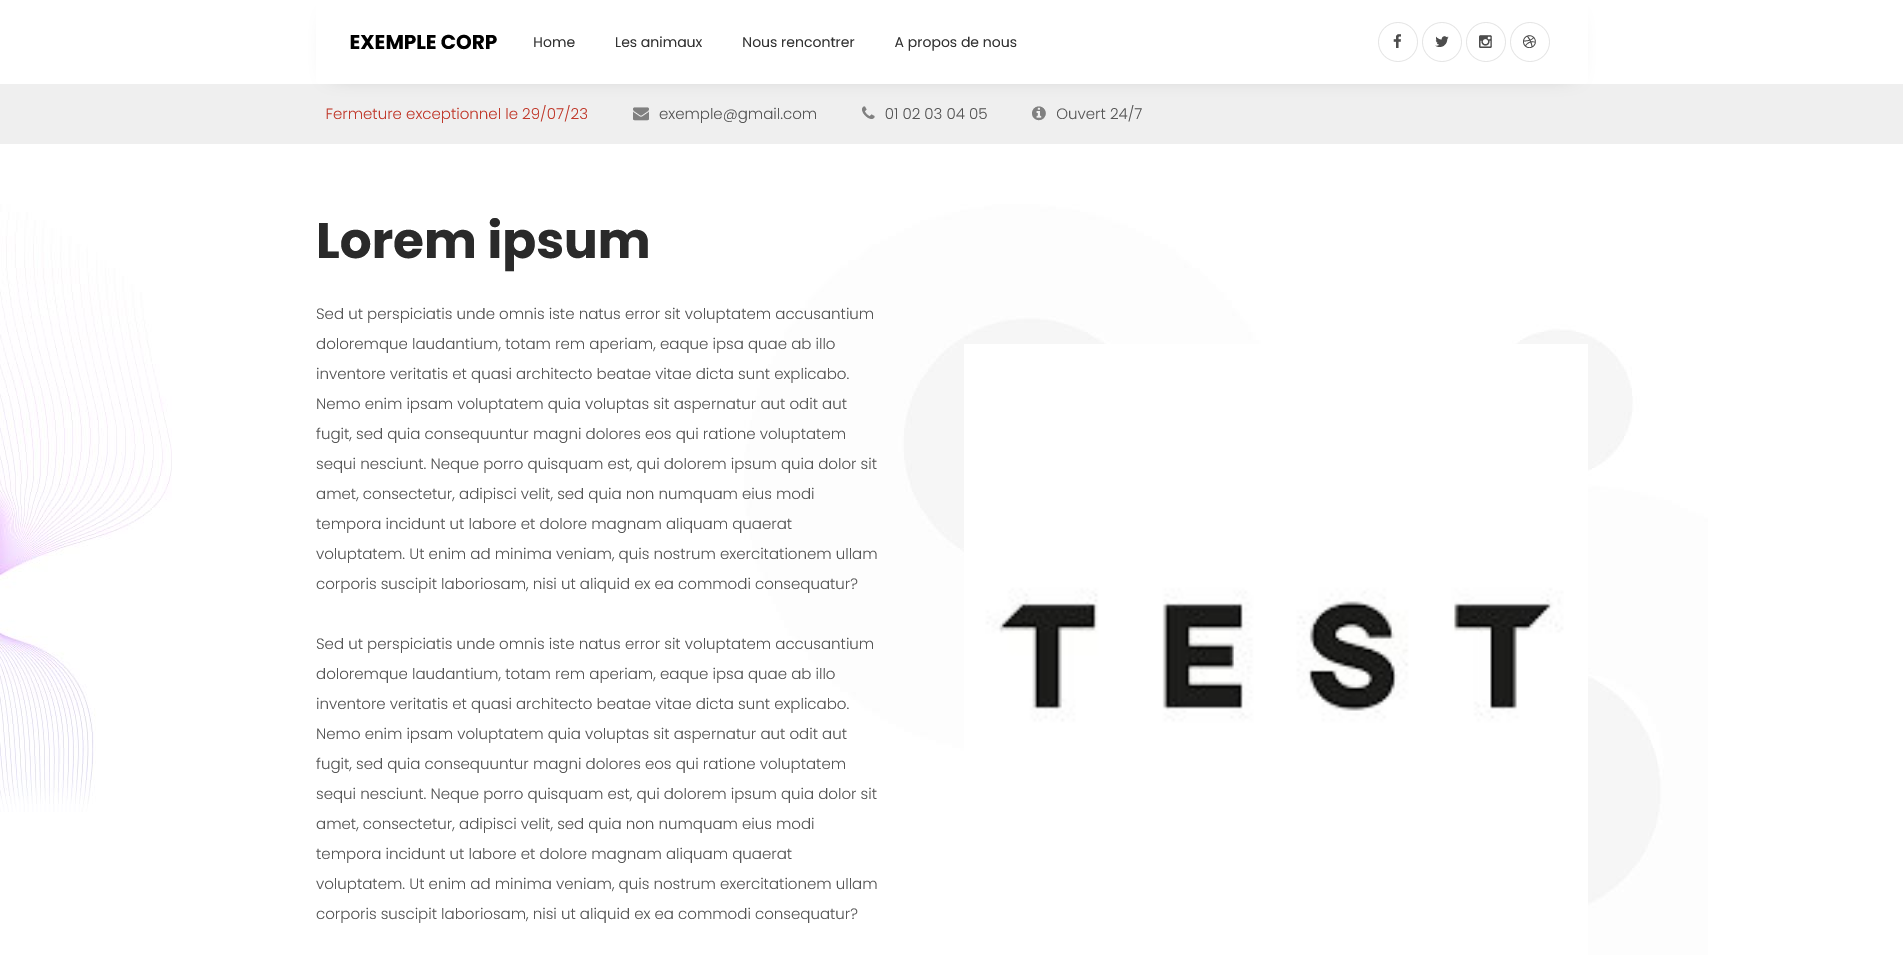 EXEMPLE CORP Home Les animaux Nous rencontrer A propos de nous
Fermeture exceptionnel le 29/07/23 exemple@gmail.com 01 02 03 04 05 Ouvert 24/7
Lorem ipsum
Sed ut perspiciatis unde omnis iste natus error sit voluptatem accusantium
doloremque laudantium, totam rem aperiam, eaque ipsa quae ab illo
inventore veritatis et quasi architecto beatae vitae dicta sunt explicabo.
Nemo enim ipsam voluptatem quia voluptas sit aspernatur aut odit aut
fugit, sed quia consequuntur magni dolores eos qui ratione voluptatem
sequi nesciunt. Neque porro quisquam est, qui dolorem ipsum quia dolor sit
amet, consectetur, adipisci velit, sed quia non numquam eius modi
tempora incidunt ut labore et dolore magnam aliquam quaerat
voluptatem. Ut enim ad minima veniam, quis nostrum exercitationem ullam
corporis suscipit laboriosam, nisi ut aliquid ex ea commodi consequatur?
Sed ut perspiciatis unde omnis iste natus error sit voluptatem accusantium
doloremque laudantium, totam rem aperiam, eaque ipsa quae ab illo
inventore veritatis et quasi architecto beatae vitae dicta sunt explicabo.
Nemo enim ipsam voluptatem quia voluptas sit aspernatur aut odit aut
fugit, sed quia consequuntur magni dolores eos qui ratione voluptatem
sequi nesciunt. Neque porro quisquam est, qui dolorem ipsum quia dolor sit
amet, consectetur, adipisci velit, sed quia non numquam eius modi
tempora incidunt ut labore et dolore magnam aliquam quaerat
voluptatem. Ut enim ad minima veniam, quis nostrum exercitationem ullam
corporis suscipit laboriosam, nisi ut aliquid ex ea commodi consequatur?
TEST